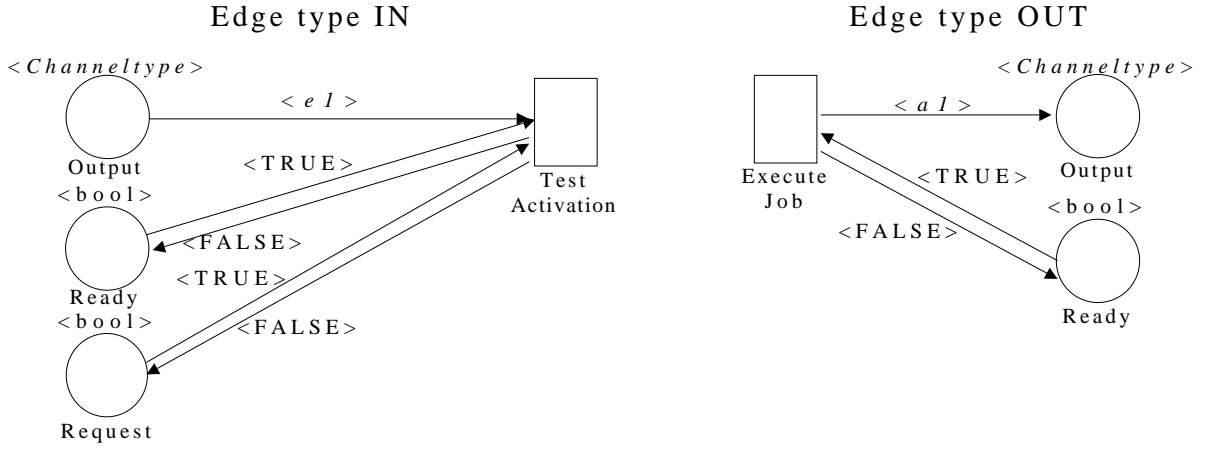 Edge type IN
<Channeltype>
<e1>
Output
<bool>
<TRUE>
Test
Activation
<FALSE>
<TRUE>
Ready
<bool>
<FALSE>
Request
Edge type OUT
<Channeltype>
<a1>
Execute
Job
Output
<TRUE>
<bool>
<FALSE>
Ready